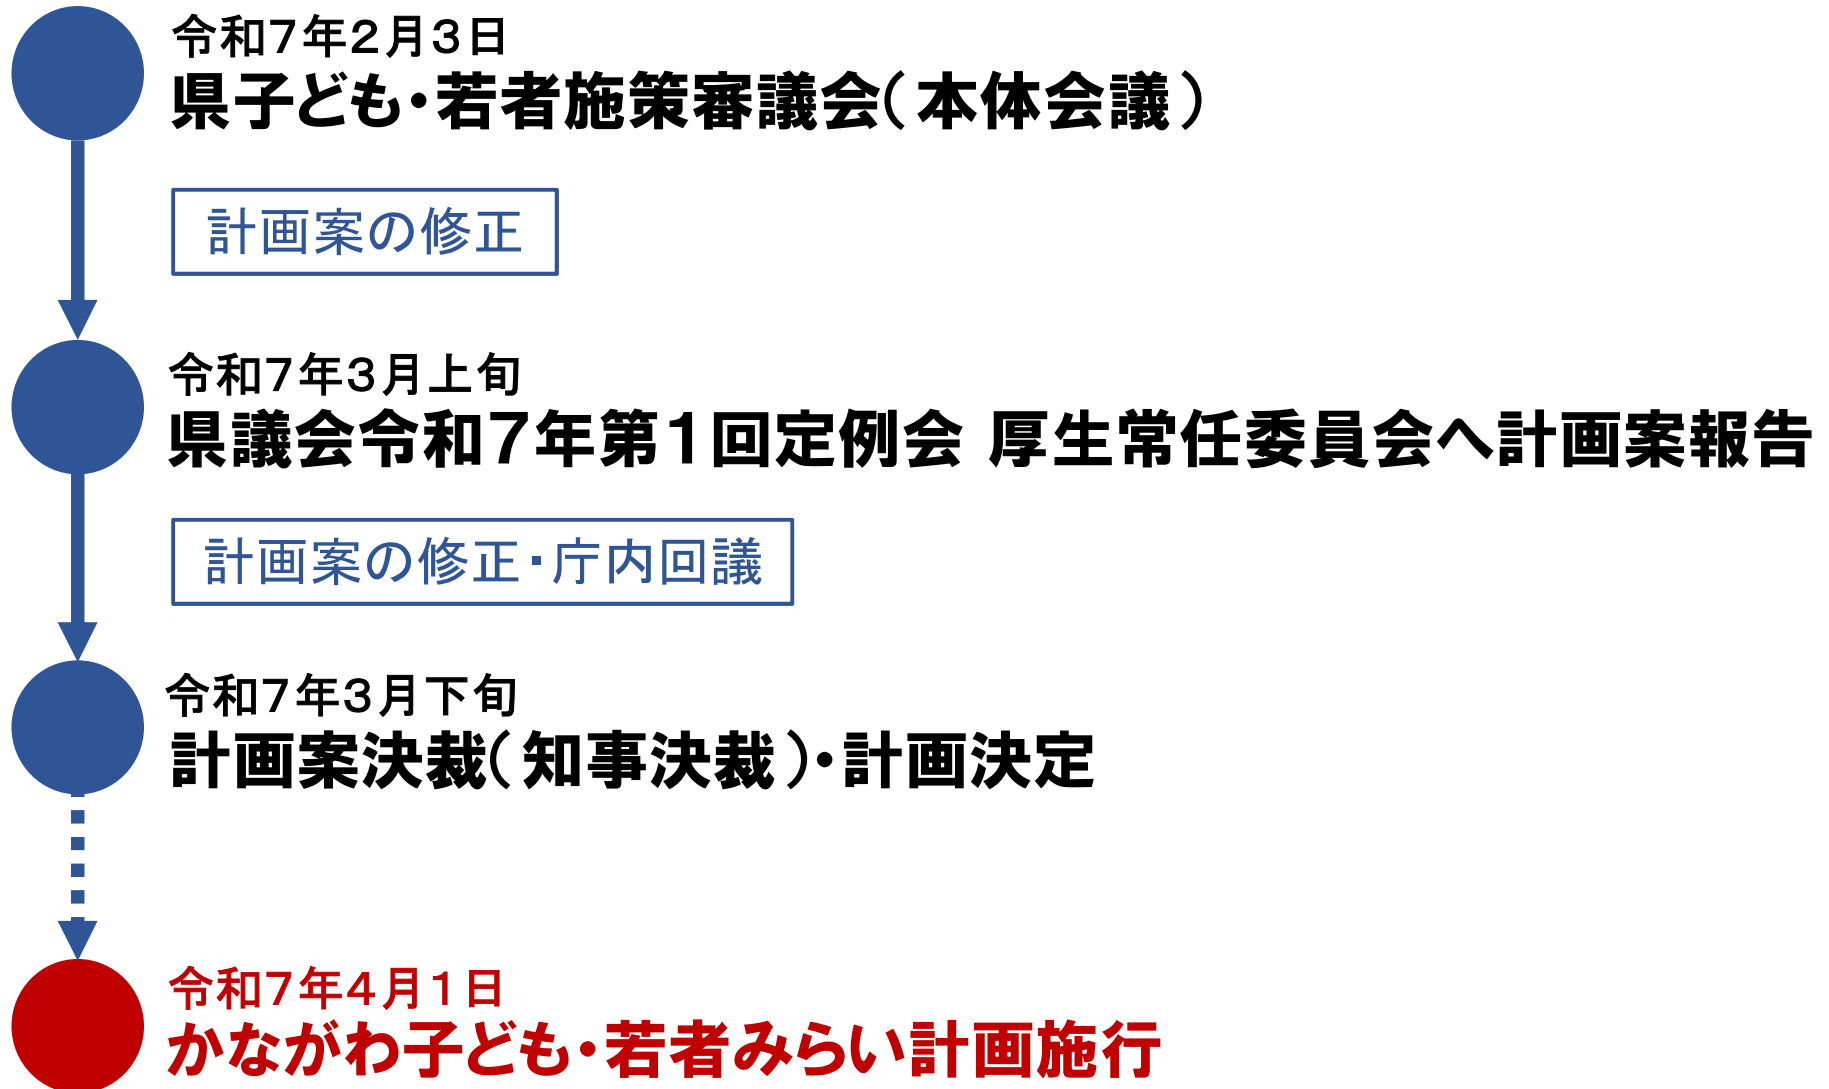 令和7年2月3日
県子ども・若者施策審議会(本体会議)
計画案の修正
令和7年3月上旬
県議会令和7年第1回定例会 厚生常任委員会へ計画案報告
計画案の修正・庁内回議
令和7年3月下旬
計画案決裁(知事決裁)・計画決定
令和7年4月1日
かながわ子ども・若者みらい計画施行